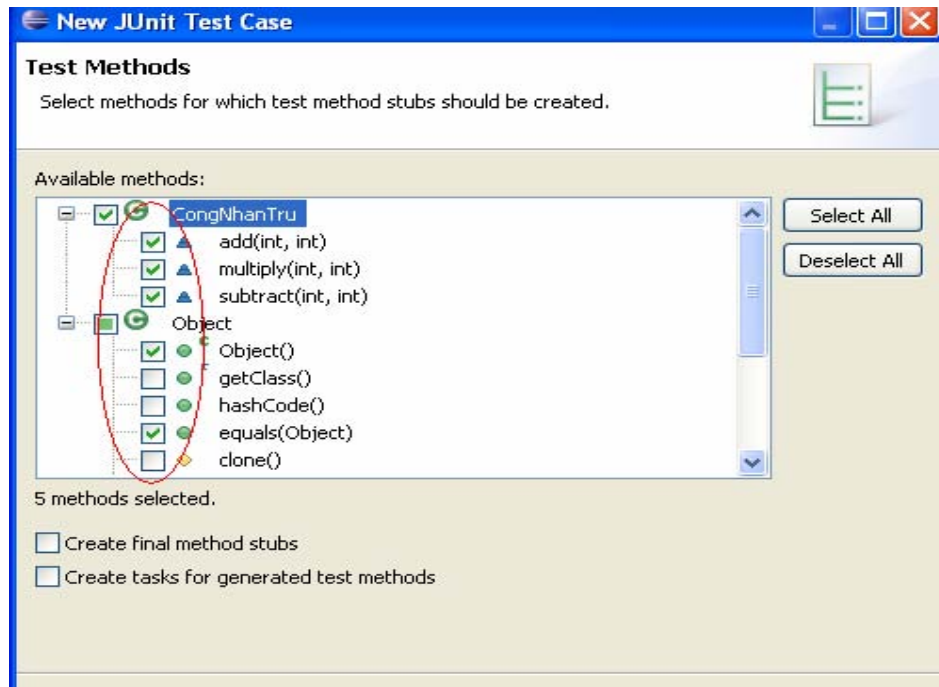 New JUnit Test Case
Test Methods
Select methods for which test method stubs should be created.
Available methods:
CongNhanTru
add(int, int)
multiply(int, int)
subtract(int, int)
Object
Object()
getClass()
hashCode()
equals(Object)
clone()
Select All
Deselect All
5 methods selected.
Create final method stubs
Create tasks for generated test methods